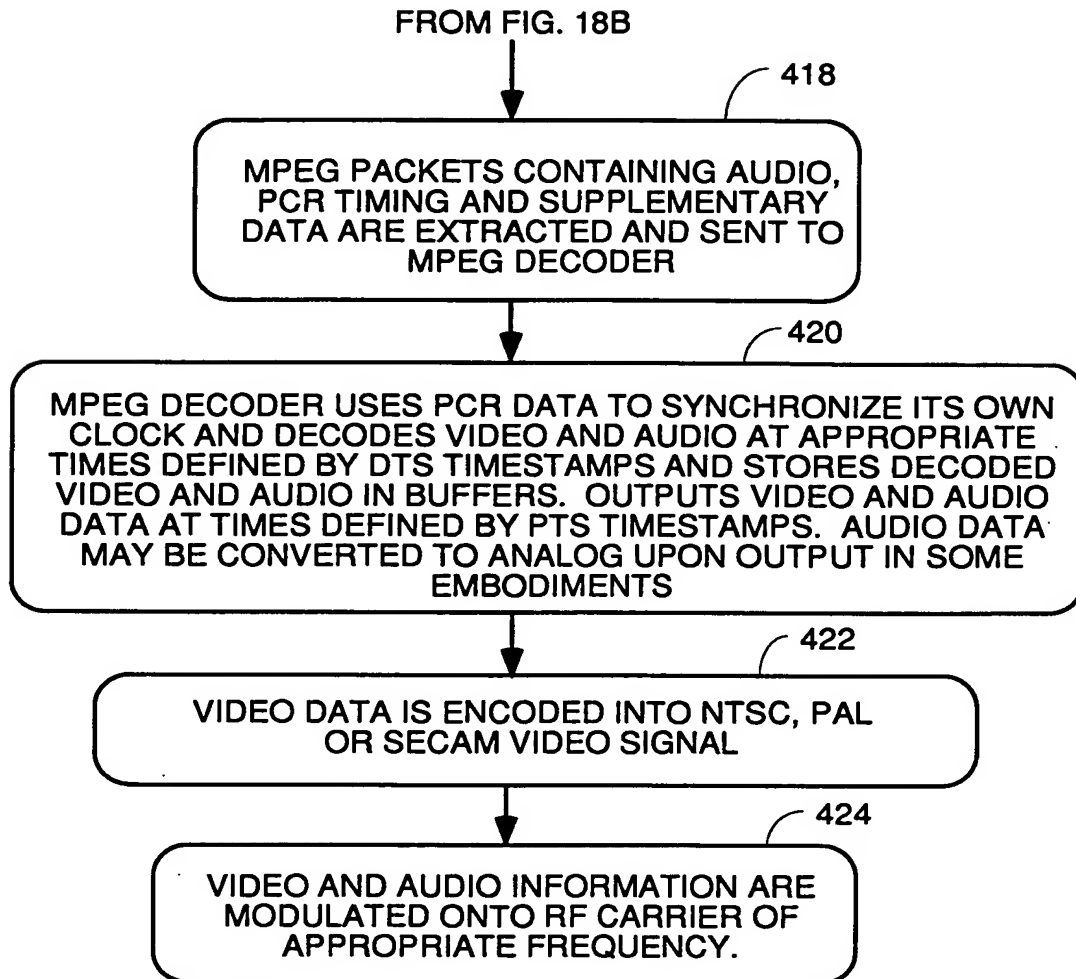 FROM FIG. 18B
418
MPEG PACKETS CONTAINING AUDIO,
PCR TIMING AND SUPPLEMENTARY
DATA ARE EXTRACTED AND SENT TO
MPEG DECODER
420
MPEG DECODER USES PCR DATA TO SYNCHRONIZE ITS OWN
CLOCK AND DECODES VIDEO AND AUDIO AT APPROPRIATE
TIMES DEFINED BY DTS TIMESTAMPS AND STORES DECODED
VIDEO AND AUDIO IN BUFFERS. OUTPUTS VIDEO AND AUDIO
DATA AT TIMES DEFINED BY PTS TIMESTAMPS. AUDIO DATA
MAY BE CONVERTED TO ANALOG UPON OUTPUT IN SOME
EMBODIMENTS
422
VIDEO DATA IS ENCODED INTO NTSC, PAL
OR SECAM VIDEO SIGNAL
424
VIDEO AND AUDIO INFORMATION ARE
MODULATED ONTO RF CARRIER OF
APPROPRIATE FREQUENCY.